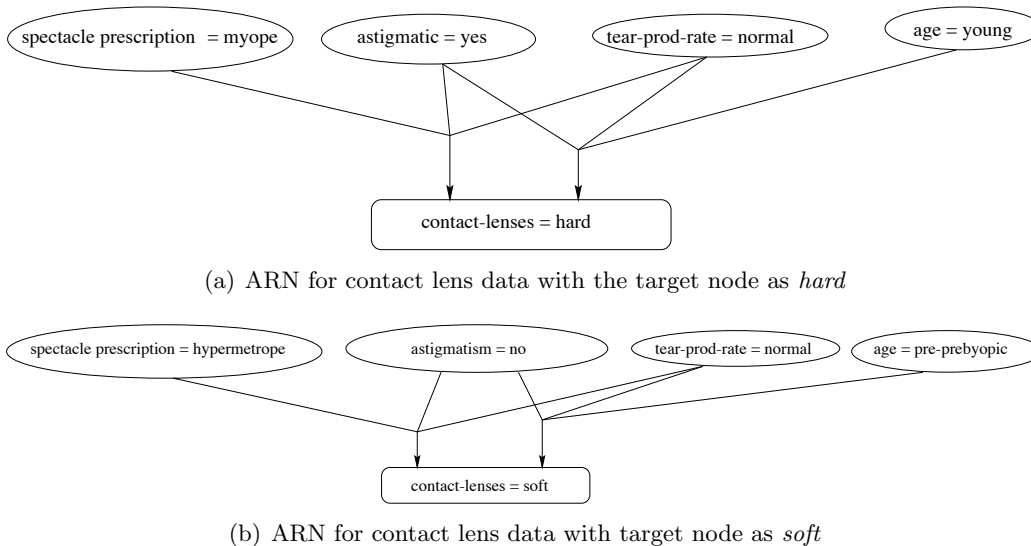 spectacle prescription = myope
astigmatic = yes
tear-prod-rate = normal
age = young
contact-lenses = hard
(a) ARN for contact lens data with the target node as hard
spectacle prescription = hypermetrope
astigmatism = no
tear-prod-rate = normal
age = pre-prebyopic
contact-lenses = soft
(b) ARN for contact lens data with target node as soft